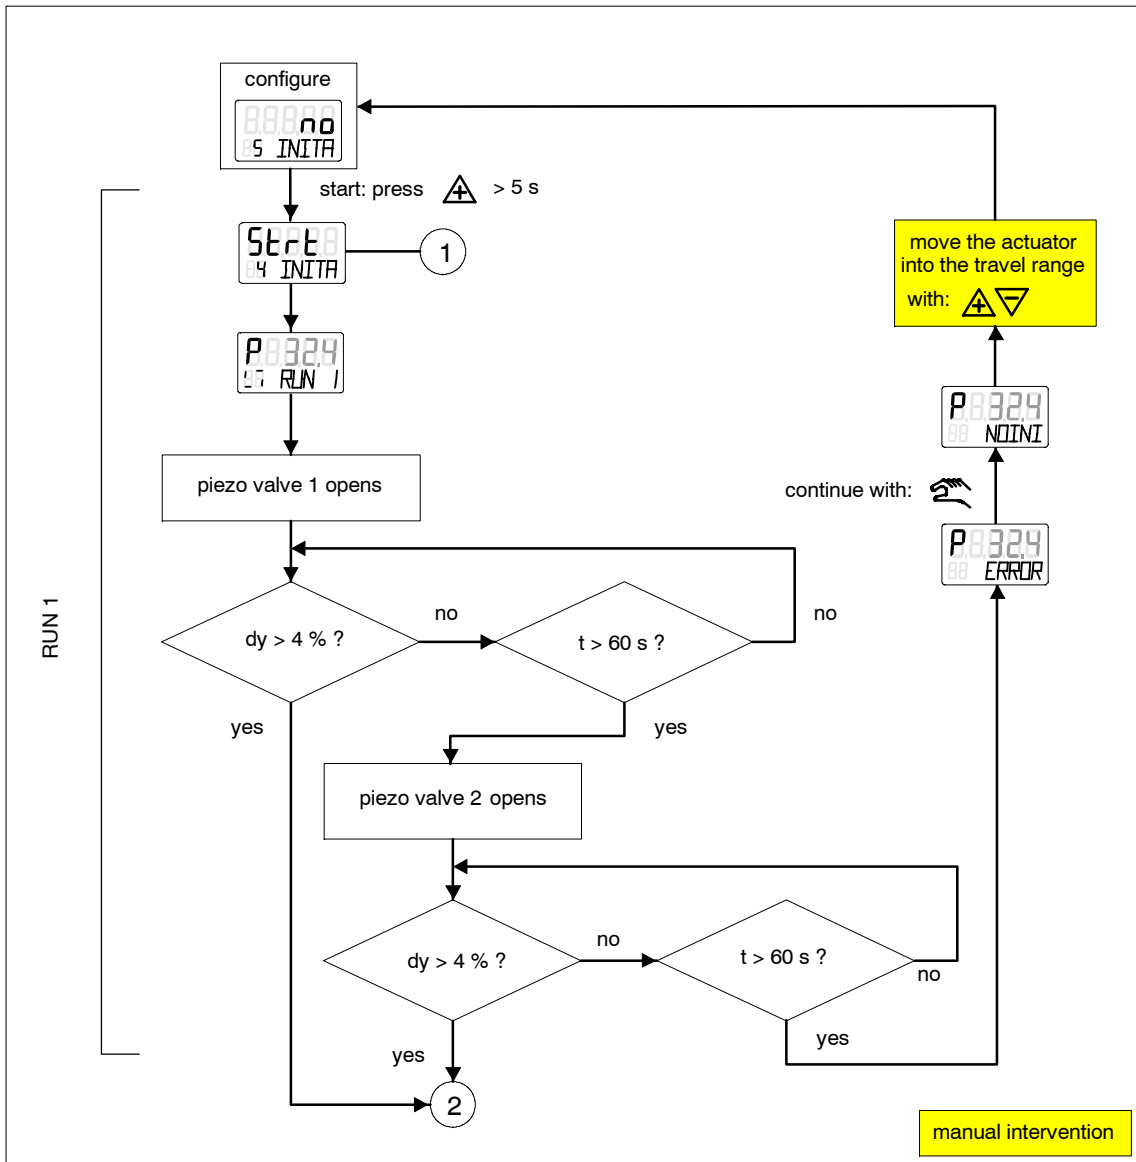 configure
no
5 INITA
start: press + > 5 s
Strt
4 INITA
1
P 32.4
RUN 1
piezo valve 1 opens
RUN 1
dy > 4 % ?
no
t > 60 s ?
no
yes
yes
piezo valve 2 opens
dy > 4 % ?
no
t > 60 s ?
no
yes
yes
2
move the actuator
into the travel range
with: + −
P 32.4
NOINI
continue with:
P 32.4
ERROR
manual intervention